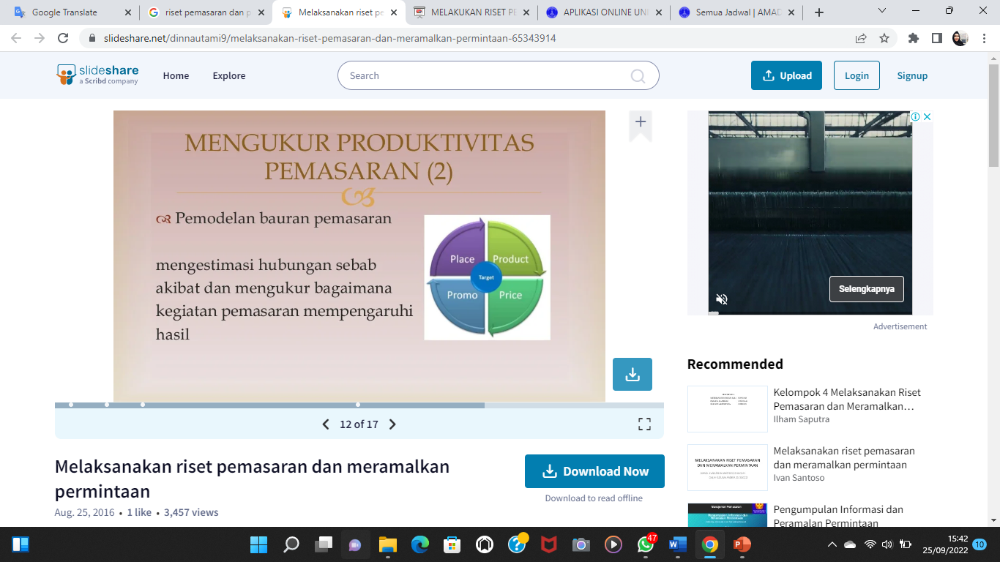 Google Translate
riset pemasaran dan p
Melaksanakan riset pe
MELAKUKAN RISET PE
APLIKASI ONLINE UNI
Semua Jadwal | AMAD
slideshare.net/dinnautami9/melaksanakan-riset-pemasaran-dan-meramalkan-permintaan-65343914
slideshare
a Scribd company
Home
Explore
Search
Upload
Login
Signup
MENGUKUR PRODUKTIVITAS
PEMASARAN (2)
Pemodelan bauran pemasaran
mengestimasi hubungan sebab
akibat dan mengukur bagaimana
kegiatan pemasaran mempengaruhi
hasil
Place
Product
Target
Promo
Price
12 of 17
Selengkapnya
Advertisement
Melaksanakan riset pemasaran dan meramalkan
permintaan
Aug. 25, 2016 • 1 like • 3,457 views
Download Now
Download to read offline
Recommended
Kelompok 4 Melaksanakan Riset
Pemasaran dan Meramalkan…
Ilham Saputra
MELAKSANAKAN RISET PEMASARAN
DAN MERAMALKAN PERMINTAAN
Melaksanakan riset pemasaran
dan meramalkan permintaan
Ivan Santoso
Manajemen Pemasaran
Pengumpulan Informasi dan
Peramalan Permintaan
Pengumpulan Informasi dan
Peramalan Permintaan
47
15:42
25/09/2022
10